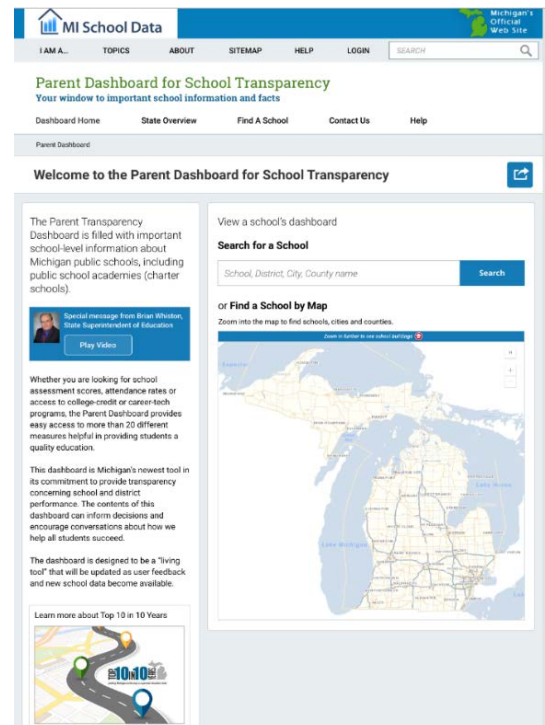 MI School Data
Michigan's
Official
Web Site
I AM A...
TOPICS
ABOUT
SITEMAP
HELP
LOGIN
SEARCH
Parent Dashboard for School Transparency
Your window to important school information and facts
Dashboard Home
State Overview
Find A School
Contact Us
Help
Parent Dashboard
Welcome to the Parent Dashboard for School Transparency
The Parent Transparency
Dashboard is filled with important
school-level information about
Michigan public schools, including
public school academies (charter
schools).
Special message from Brian Whiston,
State Superintendent of Education
Play Video
Whether you are looking for school
assessment scores, attendance rates or
access to college-credit or career-tech
programs, the Parent Dashboard provides
easy access to more than 20 different
measures helpful in providing students a
quality education.
This dashboard is Michigan's newest tool in
its commitment to provide transparency
concerning school and district
performance. The contents of this
dashboard can inform decisions and
encourage conversations about how we
help all students succeed.
The dashboard is designed to be a "living
tool" that will be updated as user feedback
and new school data become available.
Learn more about Top 10 in 10 Years
TOP 10 IN 10
View a school's dashboard
Search for a School
School, District, City, County name
Search
or Find a School by Map
Zoom into the map to find schools, cities and counties.
Zoom in further to see school buildings
Lake Michigan